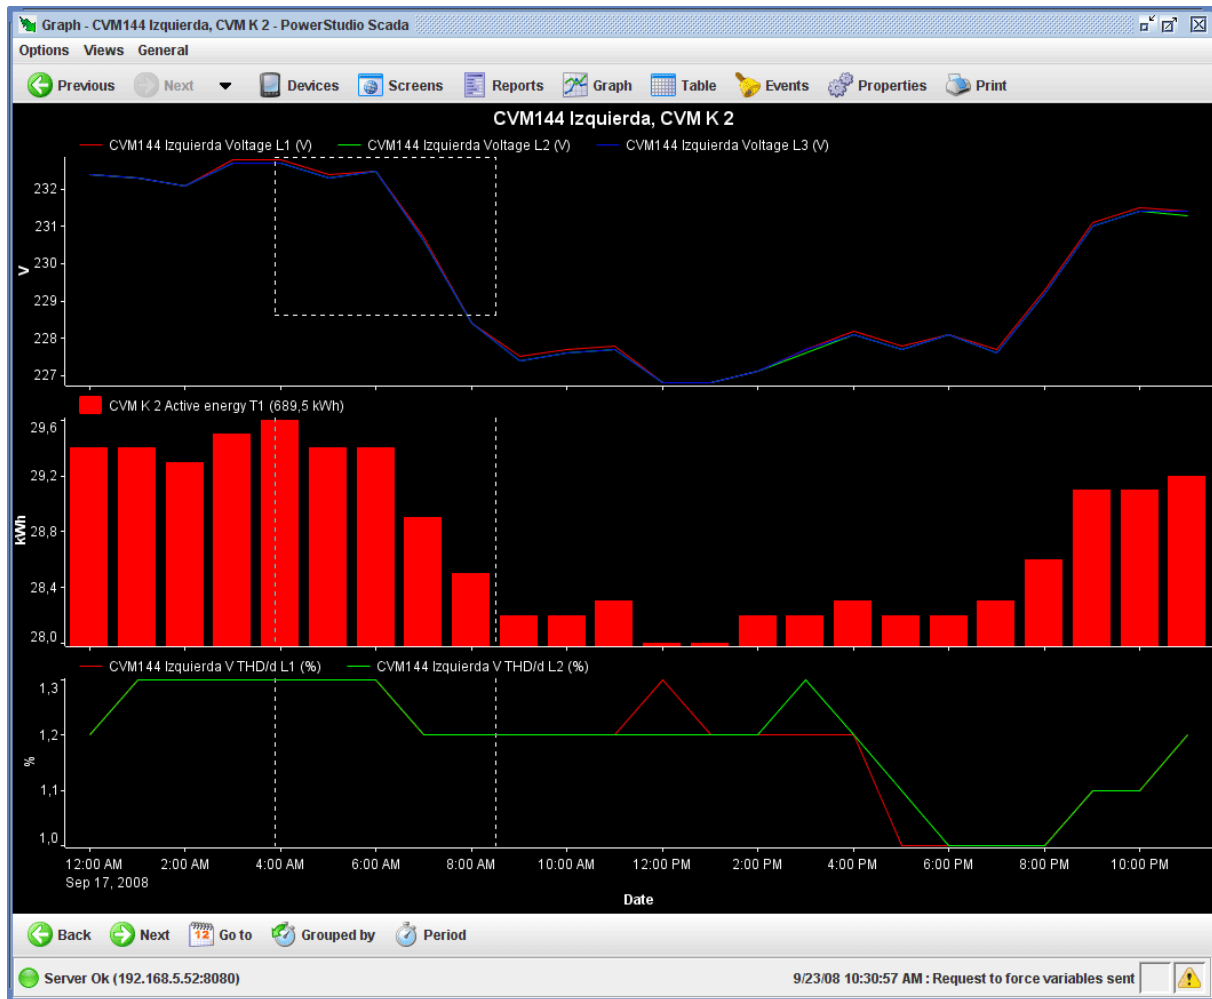 Graph - CVM144 Izquierda, CVM K 2 - PowerStudio Scada
Options Views General
Previous Next Devices Screens Reports Graph Table Events Properties Print
CVM144 Izquierda, CVM K 2
CVM144 Izquierda Voltage L1 (V) CVM144 Izquierda Voltage L2 (V) CVM144 Izquierda Voltage L3 (V)
232
231
230
V
229
228
227
CVM K 2 Active energy T1 (689,5 kWh)
29,6
29,2
kWh
28,8
28,4
28,0
CVM144 Izquierda V THD/d L1 (%) CVM144 Izquierda V THD/d L2 (%)
1,3
1,2
%
1,1
1,0
12:00 AM 2:00 AM 4:00 AM 6:00 AM 8:00 AM 10:00 AM 12:00 PM 2:00 PM 4:00 PM 6:00 PM 8:00 PM 10:00 PM
Sep 17, 2008
Date
Back Next 12 Go to Grouped by Period
Server Ok (192.168.5.52:8080) 9/23/08 10:30:57 AM : Request to force variables sent